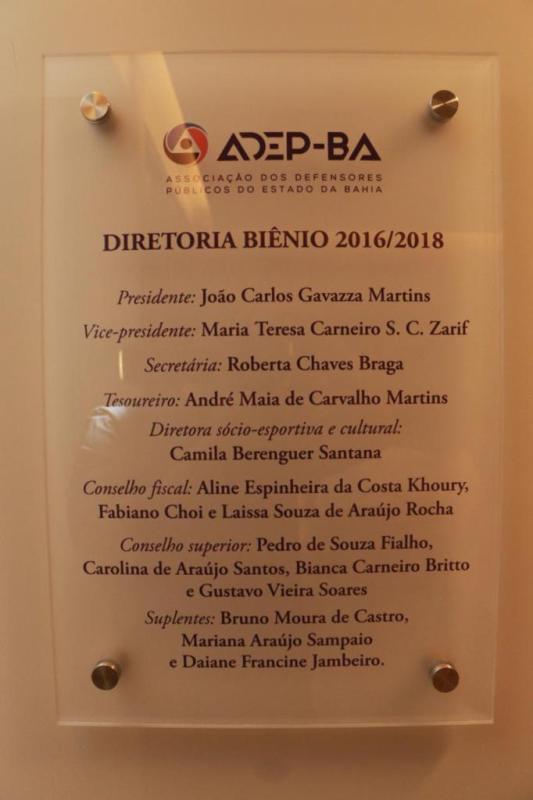 ADEP-BA
ASSOCIAÇÃO DOS DEFENSORES
PÚBLICOS DO ESTADO DA BAHIA
DIRETORIA BIÊNIO 2016/2018
Presidente: João Carlos Gavazza Martins
Vice-presidente: Maria Teresa Carneiro S. C. Zarif
Secretária: Roberta Chaves Braga
Tesoureiro: André Maia de Carvalho Martins
Diretora sócio-esportiva e cultural:
Camila Berenguer Santana
Conselho fiscal: Aline Espinheira da Costa Khoury,
Fabiano Choi e Laissa Souza de Araújo Rocha
Conselho superior: Pedro de Souza Fialho,
Carolina de Araújo Santos, Bianca Carneiro Britto
e Gustavo Vieira Soares
Suplentes: Bruno Moura de Castro,
Mariana Araújo Sampaio
e Daiane Francine Jambeiro.